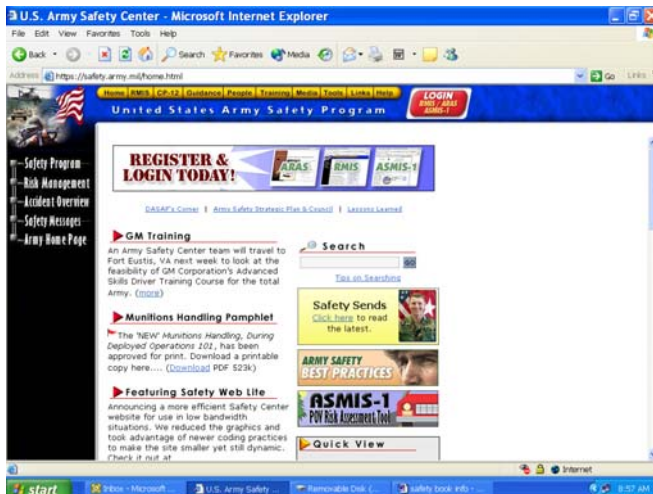 U.S. Army Safety Center - Microsoft Internet Explorer
File Edit View Favorites Tools Help
Back Search Favorites Media
Address https://safety.army.mil/home.html Go Links
Home RMIS CP-12 Guidance People Training Media Tools Links Help
LOGIN
RMIS / ARAS
ASMIS-1
United States Army Safety Program
Safety Program
Risk Management
Accident Overview
Safety Messages
Army Home Page
REGISTER &
LOGIN TODAY!
ARAS RMIS ASMIS-1
DASAF's Corner | Army Safety Strategic Plan & Council | Lessons Learned
GM Training
An Army Safety Center team will travel to
Fort Eustis, VA next week to look at the
feasibility of GM Corporation's Advanced
Skills Driver Training Course for the total
Army. (more)
Munitions Handling Pamphlet
The 'NEW' Munitions Handling, During
Deployed Operations 101, has been
approved for print. Download a printable
copy here.... (Download PDF 523k)
Featuring Safety Web Lite
Announcing a more efficient Safety Center
website for use in low bandwidth
situations. We reduced the graphics and
took advantage of newer coding practices
to make the site smaller yet still dynamic.
Check it out at
Search
GO
Tips on Searching
Safety Sends
Click here to read
the latest.
ARMY SAFETY
BEST PRACTICES
ASMIS-1
POV Risk Assessment Tool
Quick View
Internet
start
Inbox - Microsoft ...
U.S. Army Safety ...
Removable Disk (...
safety book info - ...
8:57 AM